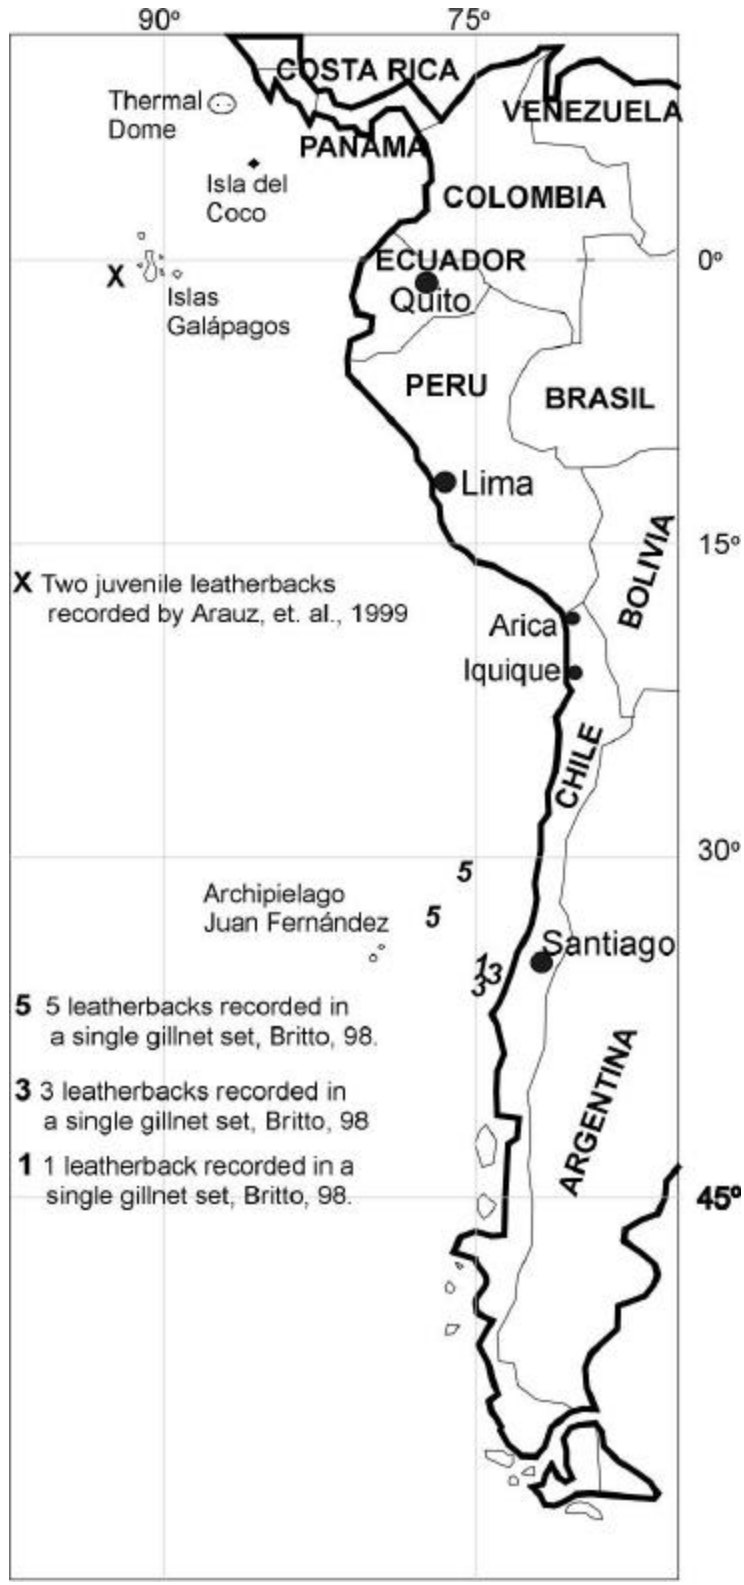 90º 75º
COSTA RICA
Thermal
Dome
VENEZUELA
PANAMA
Isla del
Coco
COLOMBIA
ECUADOR
0º
X
Quito
Islas
Galápagos
PERU
BRASIL
Lima
15º
BOLIVIA
X Two juvenile leatherbacks
recorded by Arauz, et. al., 1999
Arica
Iquique
CHILE
30º
5
Archipielago
Juan Fernández
5
Santiago
1
3
3
5 5 leatherbacks recorded in
a single gillnet set, Britto, 98.
ARGENTINA
3 3 leatherbacks recorded in
a single gillnet set, Britto, 98
1 1 leatherback recorded in a
single gillnet set, Britto, 98.
45º